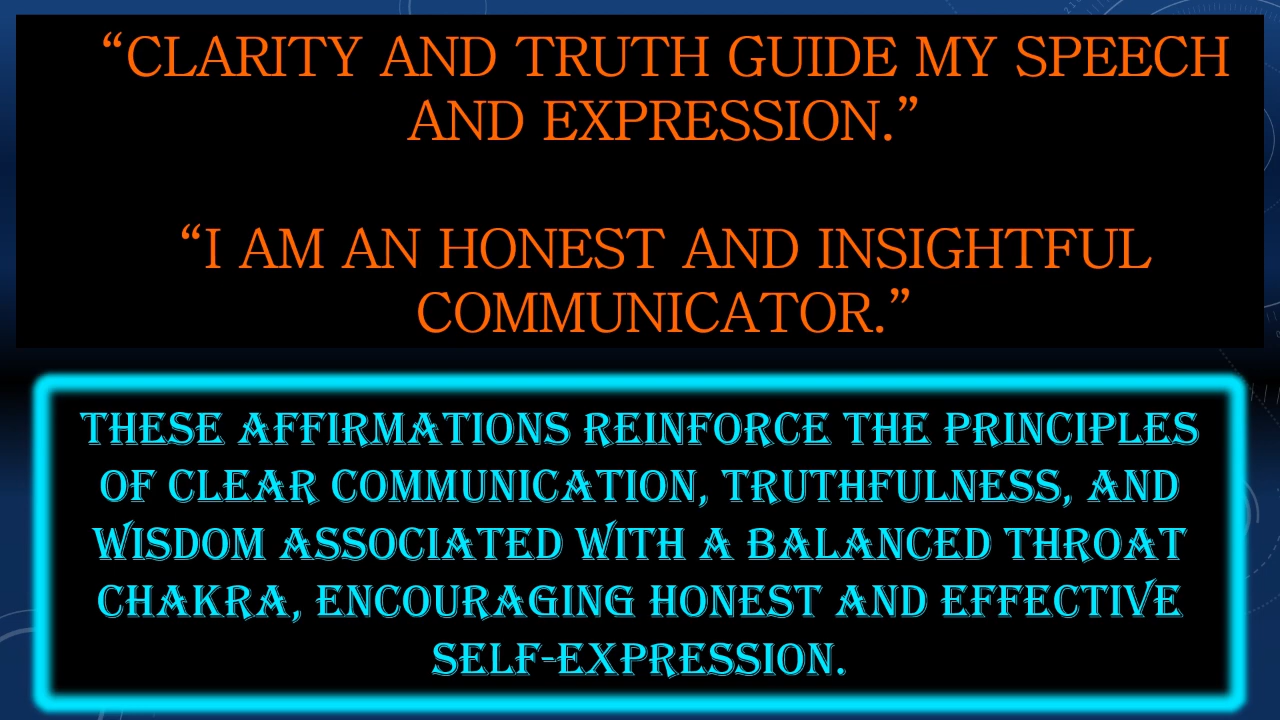 “CLARITY AND TRUTH GUIDE MY SPEECH
AND EXPRESSION.”
“I AM AN HONEST AND INSIGHTFUL
COMMUNICATOR.”
THESE AFFIRMATIONS REINFORCE THE PRINCIPLES
OF CLEAR COMMUNICATION, TRUTHFULNESS, AND
WISDOM ASSOCIATED WITH A BALANCED THROAT
CHAKRA, ENCOURAGING HONEST AND EFFECTIVE
SELF-EXPRESSION.